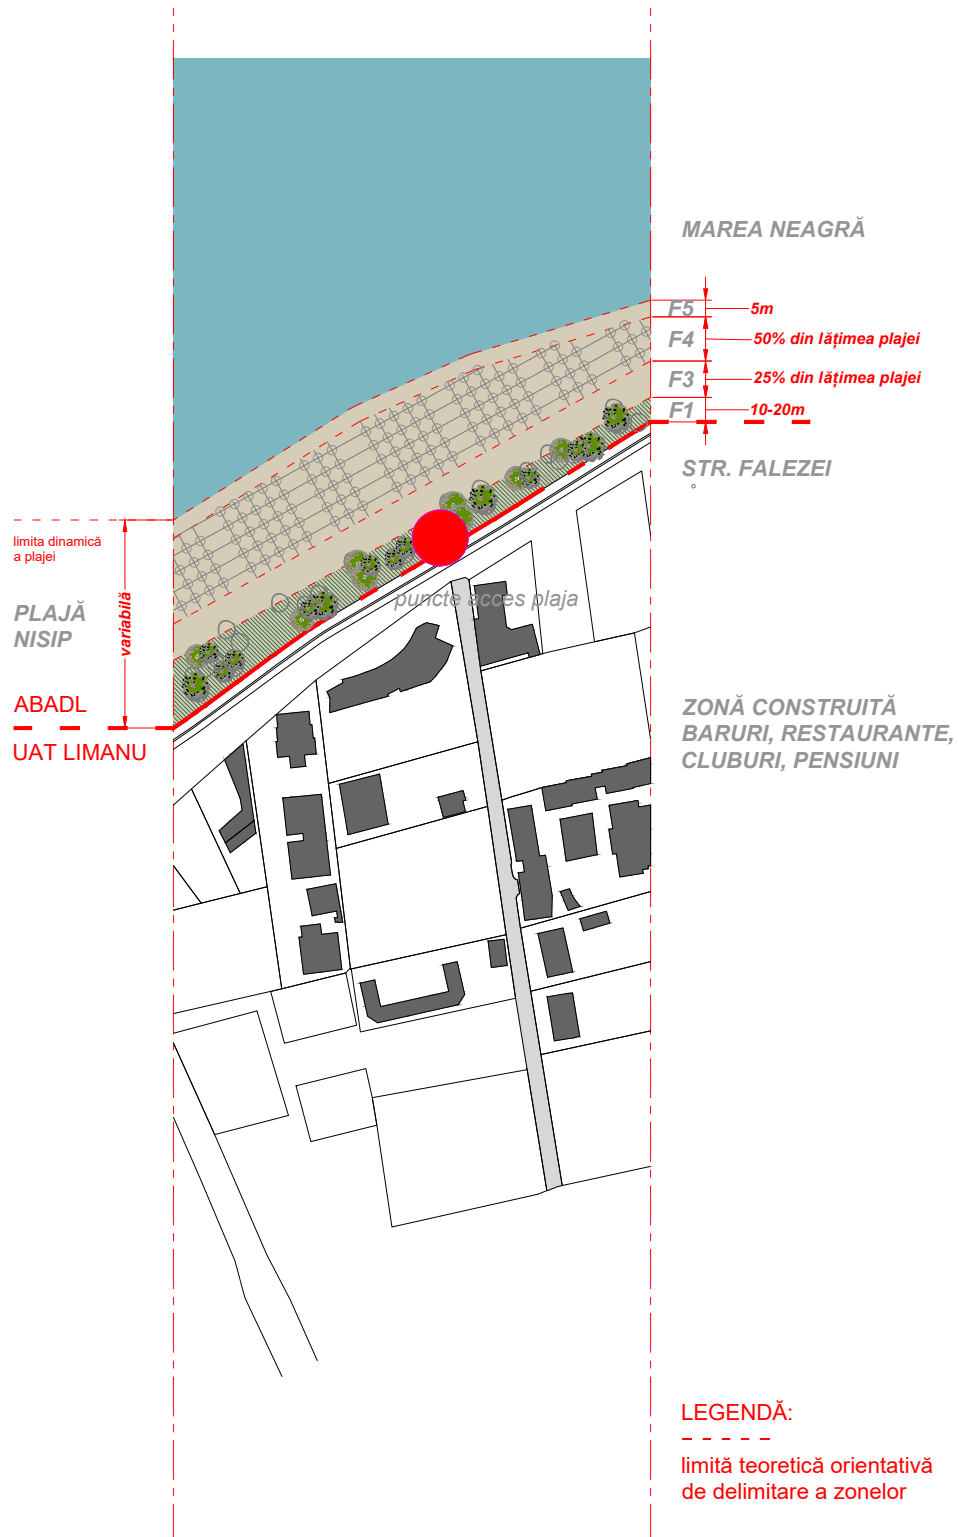 MAREA NEAGRĂ
F5
5m
F4
50% din lățimea plajei
F3
25% din lățimea plajei
F1
10-20m
STR. FALEZEI
limita dinamică
a plajei
variabilă
PLAJĂ
NISIP
puncte acces plaja
ABADL
UAT LIMANU
ZONĂ CONSTRUITĂ
BARURI, RESTAURANTE,
CLUBURI, PENSIUNI
LEGENDĂ:
limită teoretică orientativă
de delimitare a zonelor